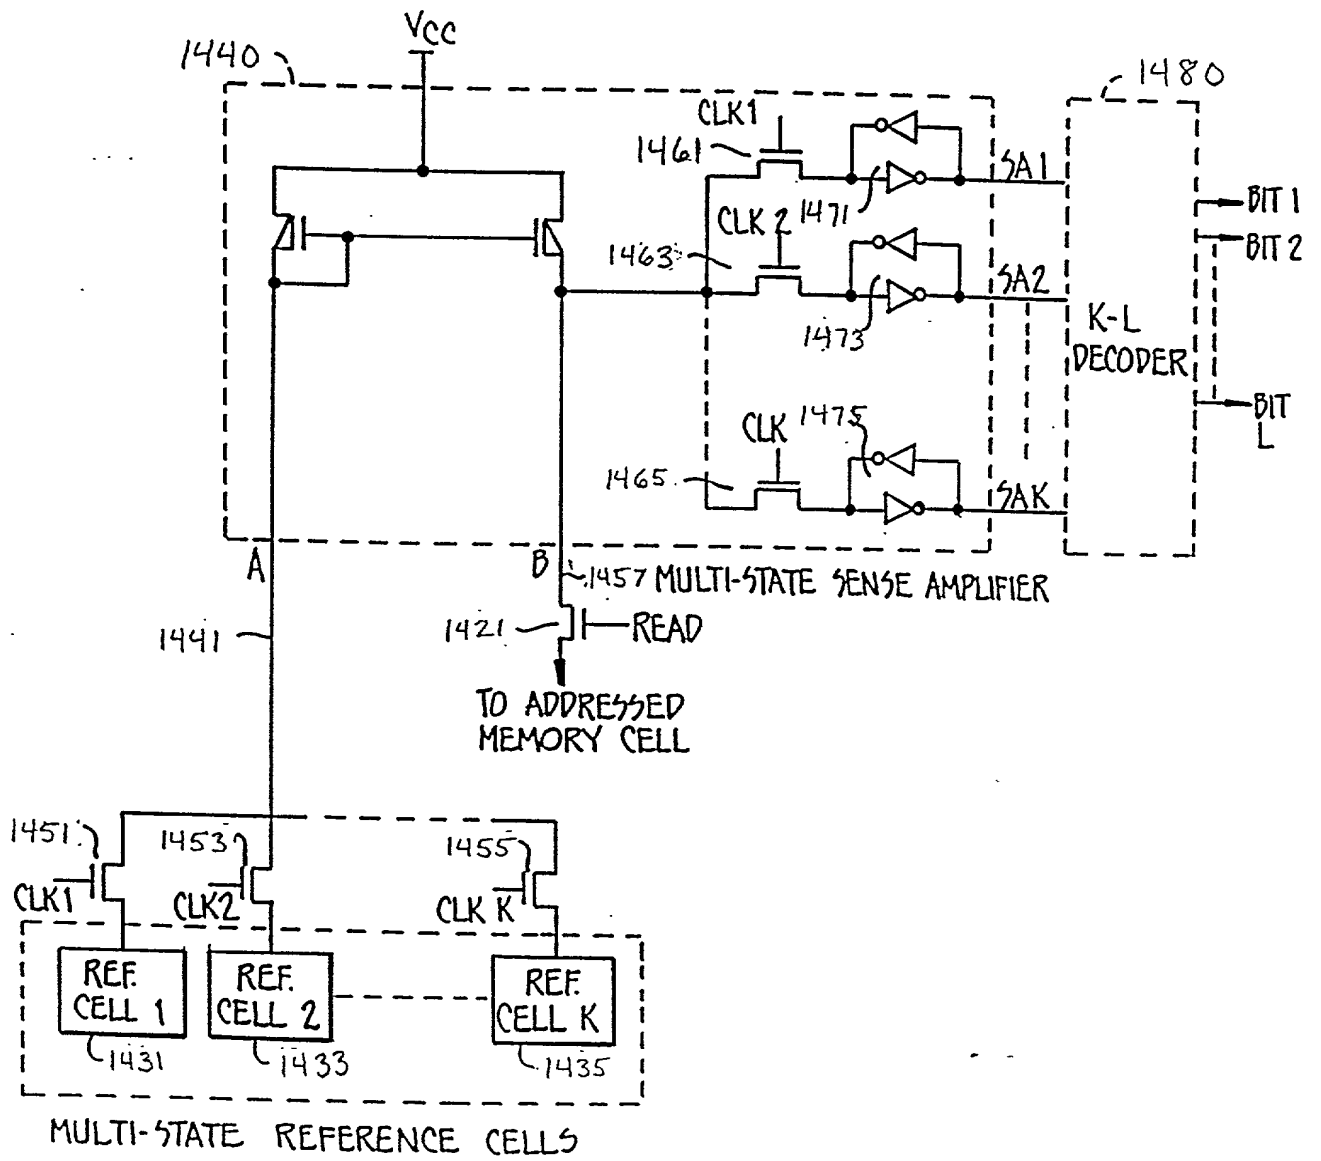 VCC
1440
1480
CLK1
1461
1471
SA1
BIT 1
CLK 2
1463
1473
SA2
BIT 2
K-L
DECODER
CLK
1475
1465
SAK
BIT
L
A
B
1457
MULTI-STATE SENSE AMPLIFIER
1441
1421
READ
TO ADDRESSED
MEMORY CELL
1451
1453
1455
CLK1
CLK2
CLK K
REF.
CELL 1
REF.
CELL 2
REF.
CELL K
1431
1433
1435
MULTI-STATE REFERENCE CELLS